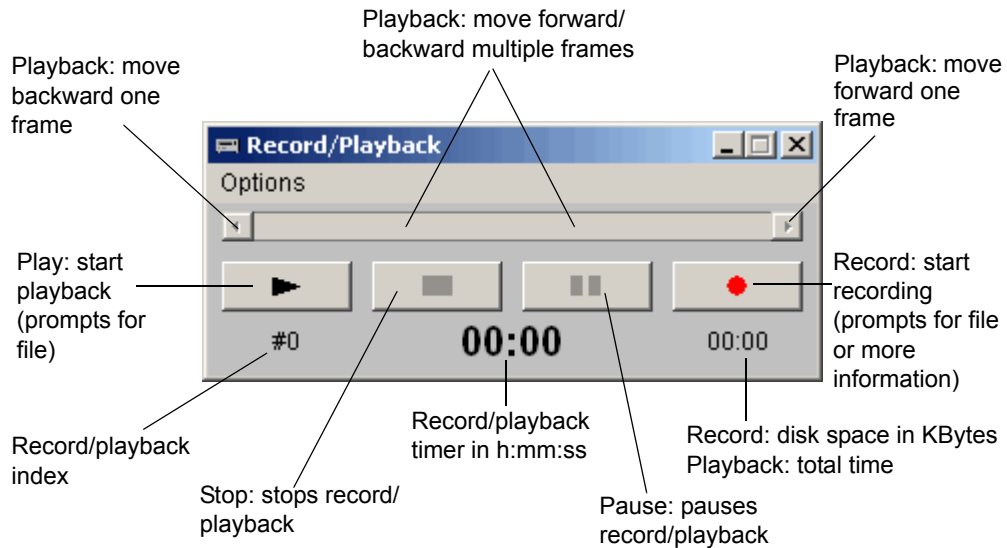 Playback: move forward/
backward multiple frames
Playback: move
backward one
frame
Playback: move
forward one
frame
Record/Playback
Options
Play: start
playback
(prompts for
file)
Record: start
recording
(prompts for file
or more
information)
#0
00:00
00:00
Record/playback
index
Record/playback
timer in h:mm:ss
Record: disk space in KBytes
Playback: total time
Stop: stops record/
playback
Pause: pauses
record/playback